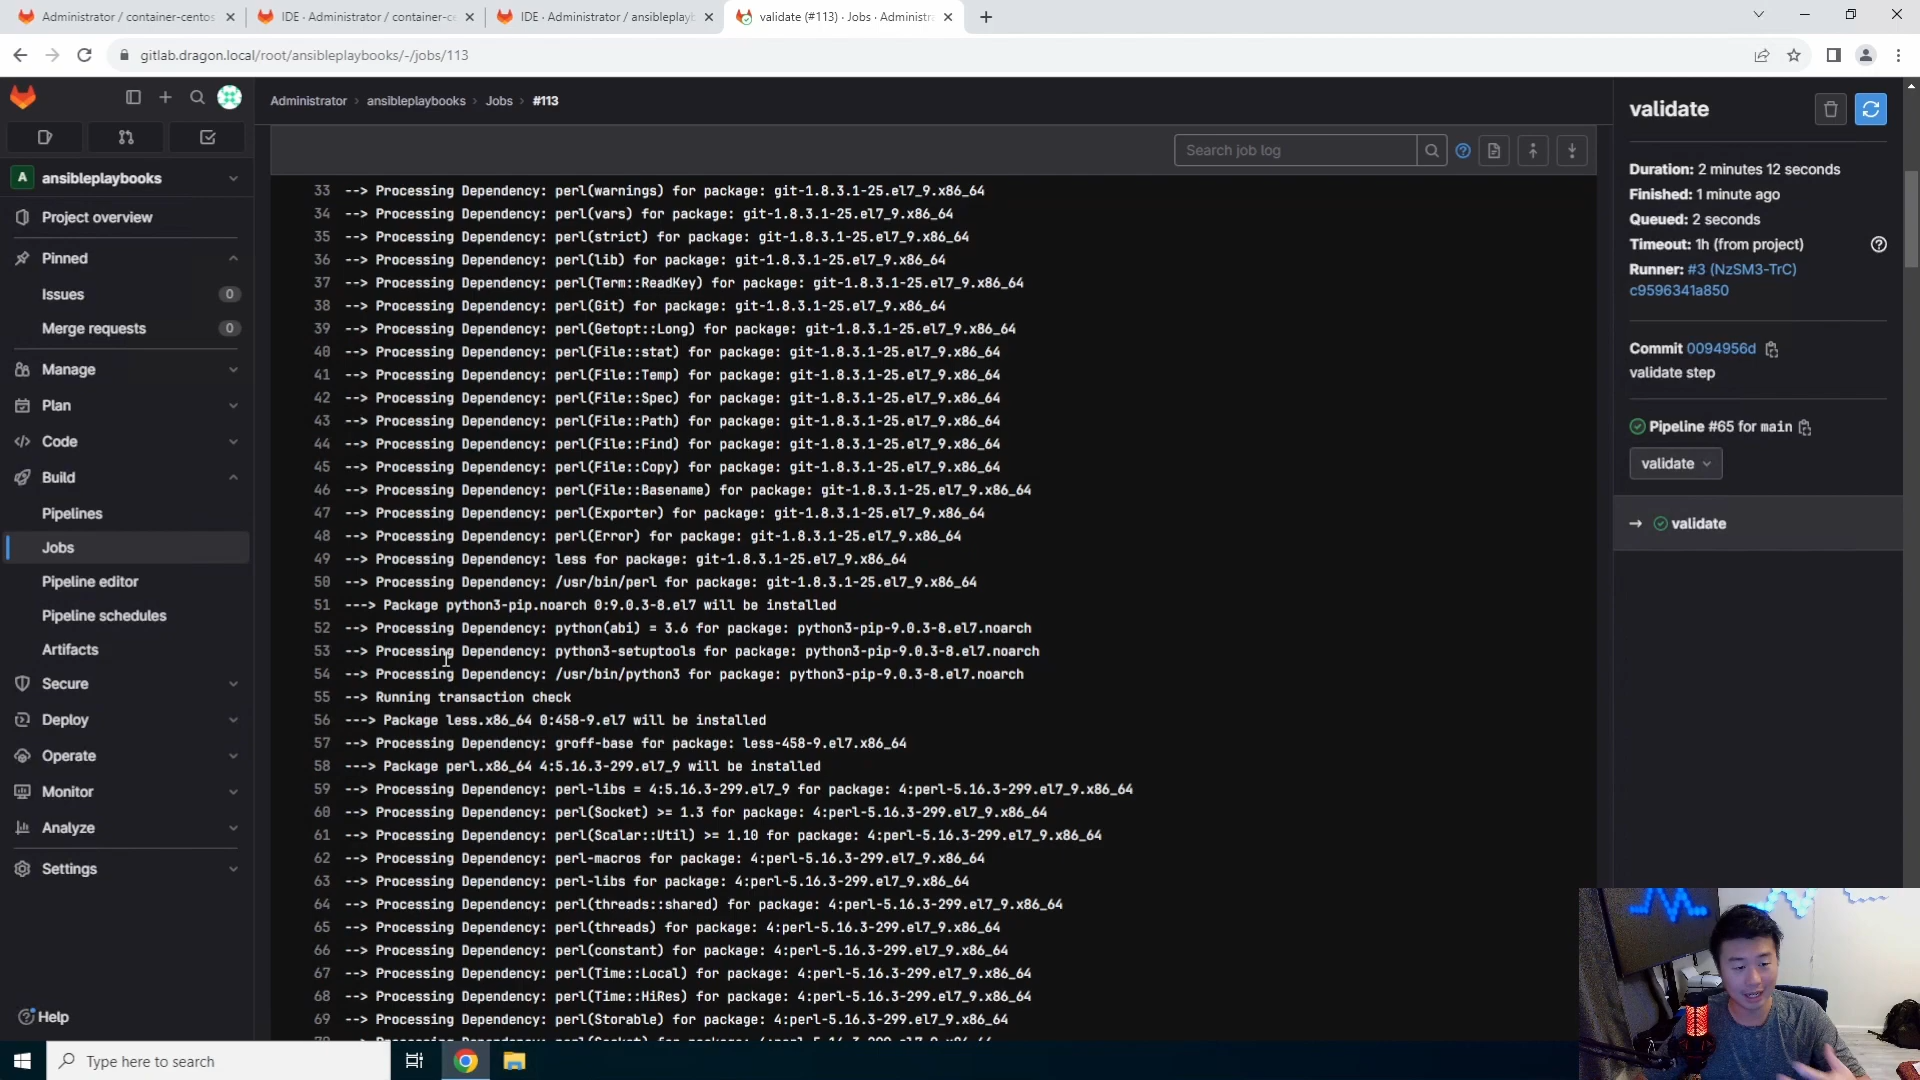 Administrator / container-centos
IDE · Administrator / container-ce
IDE · Administrator / ansibleplayb
validate (#113) · Jobs · Administra
gitlab.dragon.local/root/ansibleplaybooks/-/jobs/113
Administrator › ansibleplaybooks › Jobs › #113
A ansibleplaybooks
Project overview
Pinned
Issues 0
Merge requests 0
Manage
Plan
Code
Build
Pipelines
Jobs
Pipeline editor
Pipeline schedules
Artifacts
Secure
Deploy
Operate
Monitor
Analyze
Settings
Help
Search job log
33 --> Processing Dependency: perl(warnings) for package: git-1.8.3.1-25.el7_9.x86_64
34 --> Processing Dependency: perl(vars) for package: git-1.8.3.1-25.el7_9.x86_64
35 --> Processing Dependency: perl(strict) for package: git-1.8.3.1-25.el7_9.x86_64
36 --> Processing Dependency: perl(lib) for package: git-1.8.3.1-25.el7_9.x86_64
37 --> Processing Dependency: perl(Term::ReadKey) for package: git-1.8.3.1-25.el7_9.x86_64
38 --> Processing Dependency: perl(Git) for package: git-1.8.3.1-25.el7_9.x86_64
39 --> Processing Dependency: perl(Getopt::Long) for package: git-1.8.3.1-25.el7_9.x86_64
40 --> Processing Dependency: perl(File::stat) for package: git-1.8.3.1-25.el7_9.x86_64
41 --> Processing Dependency: perl(File::Temp) for package: git-1.8.3.1-25.el7_9.x86_64
42 --> Processing Dependency: perl(File::Spec) for package: git-1.8.3.1-25.el7_9.x86_64
43 --> Processing Dependency: perl(File::Path) for package: git-1.8.3.1-25.el7_9.x86_64
44 --> Processing Dependency: perl(File::Find) for package: git-1.8.3.1-25.el7_9.x86_64
45 --> Processing Dependency: perl(File::Copy) for package: git-1.8.3.1-25.el7_9.x86_64
46 --> Processing Dependency: perl(File::Basename) for package: git-1.8.3.1-25.el7_9.x86_64
47 --> Processing Dependency: perl(Exporter) for package: git-1.8.3.1-25.el7_9.x86_64
48 --> Processing Dependency: perl(Error) for package: git-1.8.3.1-25.el7_9.x86_64
49 --> Processing Dependency: less for package: git-1.8.3.1-25.el7_9.x86_64
50 --> Processing Dependency: /usr/bin/perl for package: git-1.8.3.1-25.el7_9.x86_64
51 ---> Package python3-pip.noarch 0:9.0.3-8.el7 will be installed
52 --> Processing Dependency: python(abi) = 3.6 for package: python3-pip-9.0.3-8.el7.noarch
53 --> Processing Dependency: python3-setuptools for package: python3-pip-9.0.3-8.el7.noarch
54 --> Processing Dependency: /usr/bin/python3 for package: python3-pip-9.0.3-8.el7.noarch
55 --> Running transaction check
56 ---> Package less.x86_64 0:458-9.el7 will be installed
57 --> Processing Dependency: groff-base for package: less-458-9.el7.x86_64
58 ---> Package perl.x86_64 4:5.16.3-299.el7_9 will be installed
59 --> Processing Dependency: perl-libs = 4:5.16.3-299.el7_9 for package: 4:perl-5.16.3-299.el7_9.x86_64
60 --> Processing Dependency: perl(Socket) >= 1.3 for package: 4:perl-5.16.3-299.el7_9.x86_64
61 --> Processing Dependency: perl(Scalar::Util) >= 1.10 for package: 4:perl-5.16.3-299.el7_9.x86_64
62 --> Processing Dependency: perl-macros for package: 4:perl-5.16.3-299.el7_9.x86_64
63 --> Processing Dependency: perl-libs for package: 4:perl-5.16.3-299.el7_9.x86_64
64 --> Processing Dependency: perl(threads::shared) for package: 4:perl-5.16.3-299.el7_9.x86_64
65 --> Processing Dependency: perl(threads) for package: 4:perl-5.16.3-299.el7_9.x86_64
66 --> Processing Dependency: perl(constant) for package: 4:perl-5.16.3-299.el7_9.x86_64
67 --> Processing Dependency: perl(Time::Local) for package: 4:perl-5.16.3-299.el7_9.x86_64
68 --> Processing Dependency: perl(Time::HiRes) for package: 4:perl-5.16.3-299.el7_9.x86_64
69 --> Processing Dependency: perl(Storable) for package: 4:perl-5.16.3-299.el7_9.x86_64
validate
Duration: 2 minutes 12 seconds
Finished: 1 minute ago
Queued: 2 seconds
Timeout: 1h (from project)
Runner: #3 (NzSM3-TrC)
c9596341a850
Commit 0094956d
validate step
Pipeline #65 for main
validate
→ validate
Type here to search